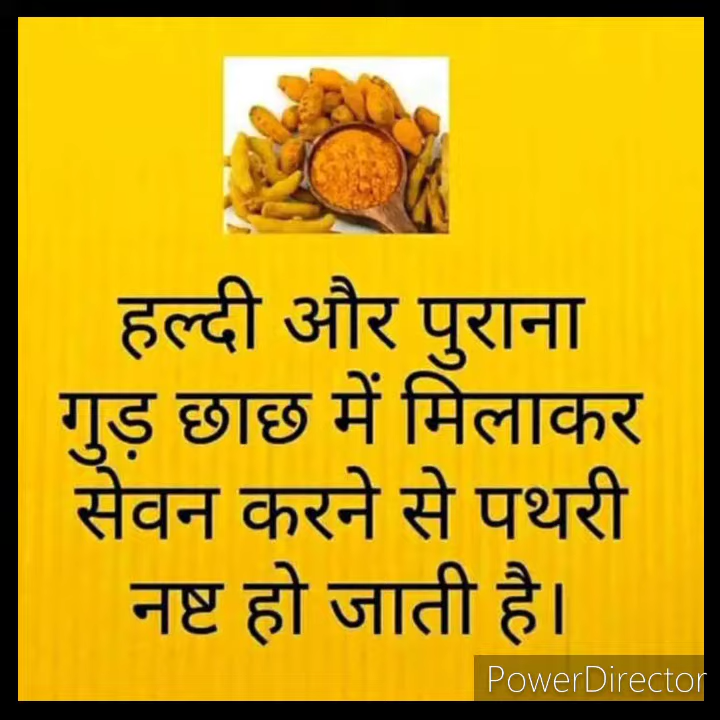 हल्दी और पुराना
गुड़ छाछ में मिलाकर
सेवन करने से पथरी
नष्ट हो जाती है।
PowerDirector